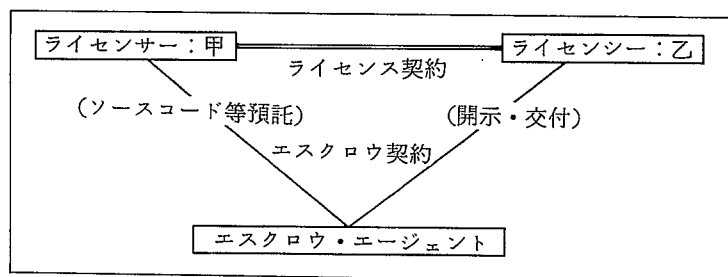 ライセンサー：甲
ライセンシー：乙
ライセンス契約
（ソースコード等預託）
（開示・交付）
エスクロウ契約
エスクロウ・エージェント